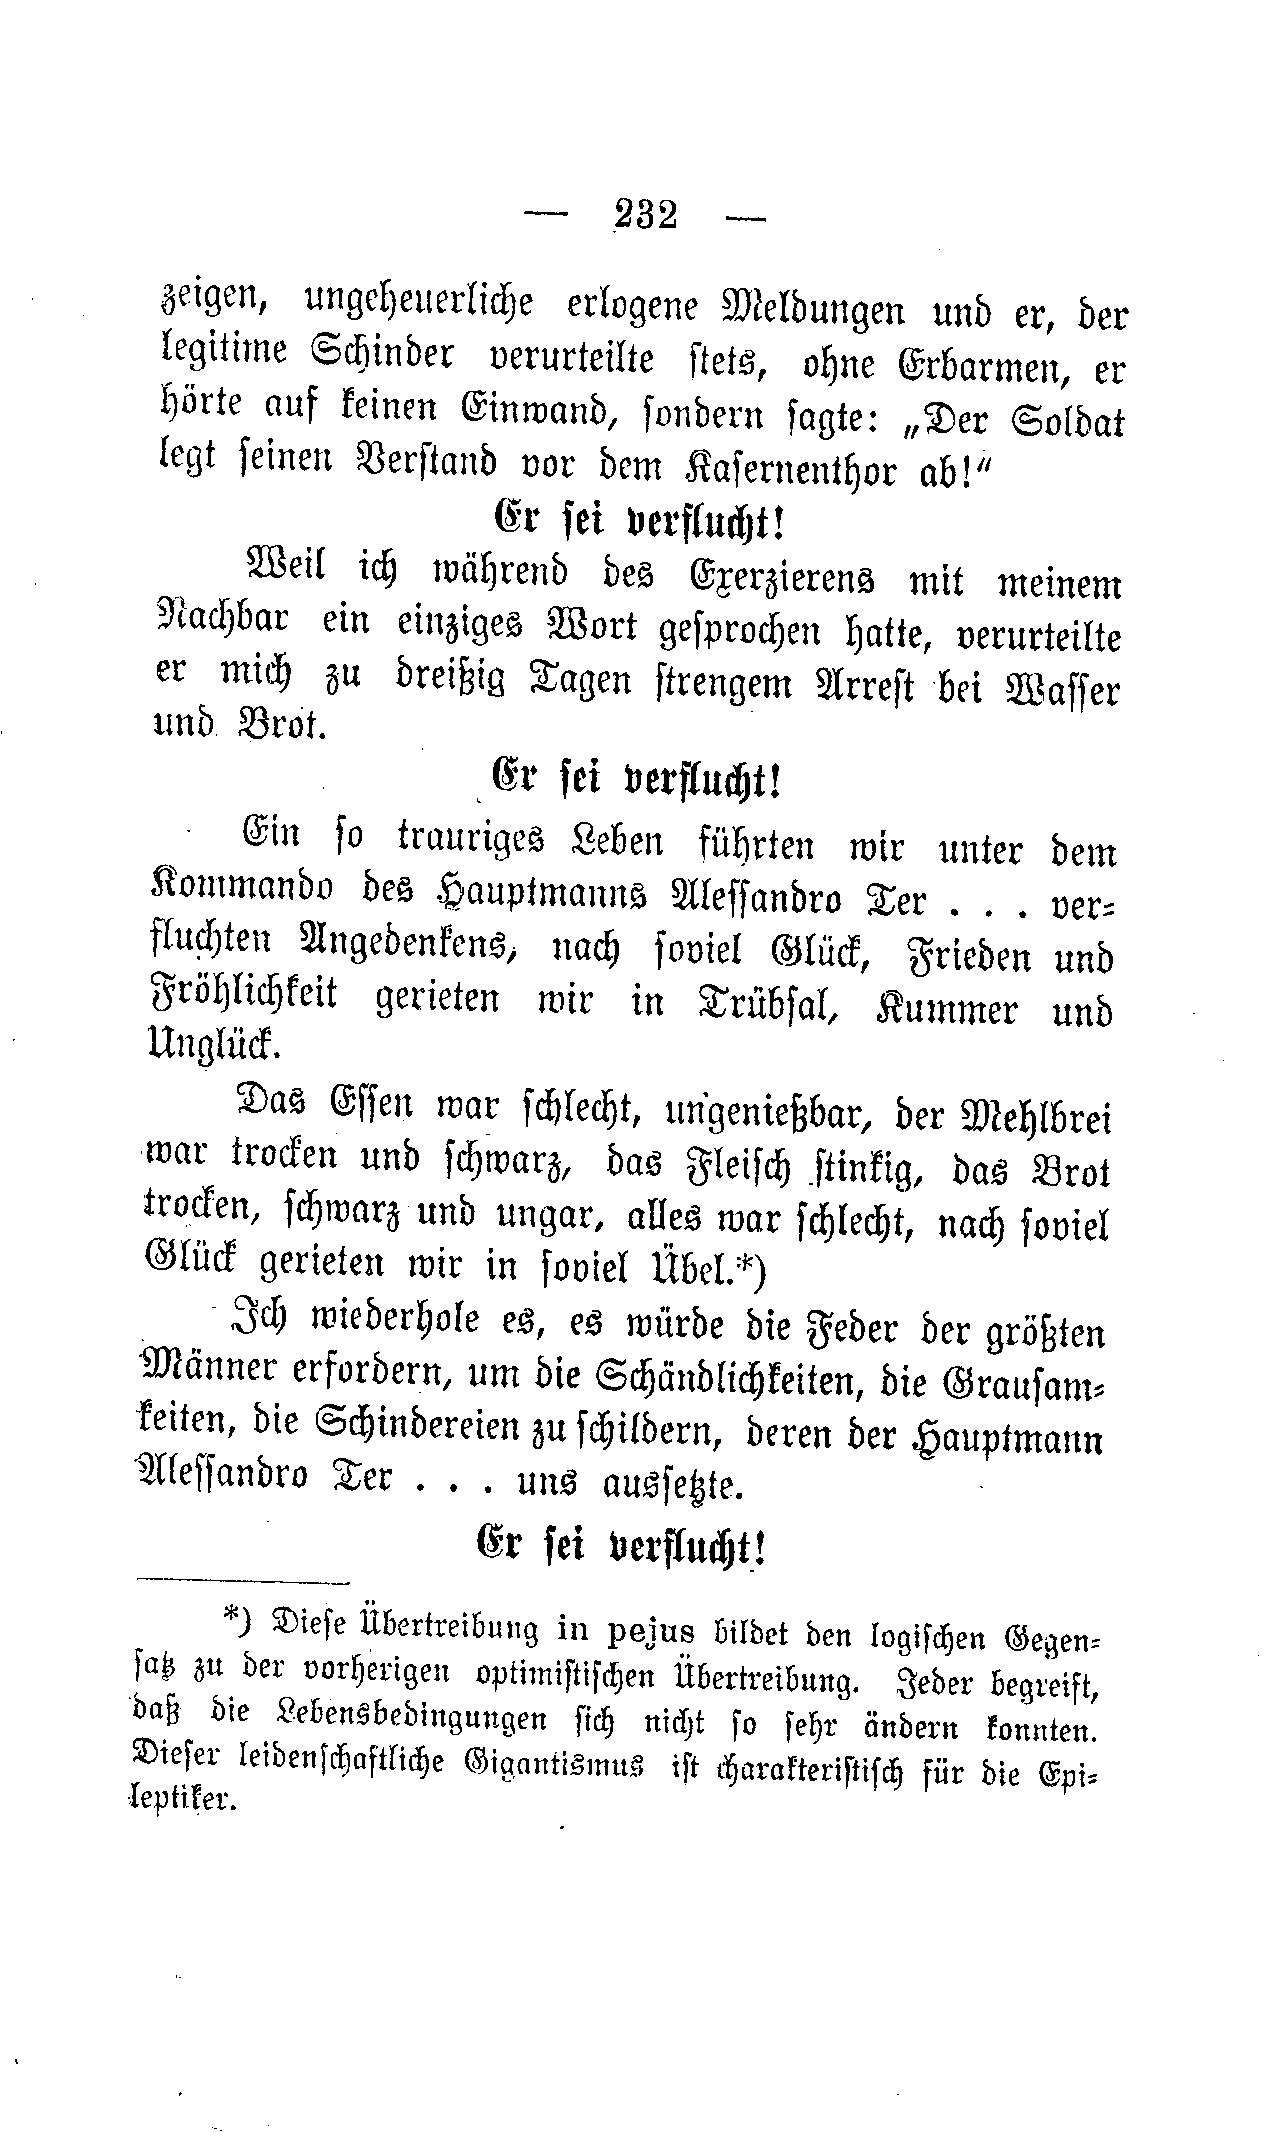 — 232 —
zeigen, ungeheuerliche erlogene Meldungen und er, der
legitime Schinder verurteilte stets, ohne Erbarmen, er
hörte auf keinen Einwand, sondern sagte: „Der Soldat
legt seinen Verstand vor dem Kasernenthor ab!“
Er sei verflucht!
Weil ich während des Exerzierens mit meinem
Nachbar ein einziges Wort gesprochen hatte, verurteilte
er mich zu dreißig Tagen strengem Arrest bei Wasser
und Brot.
Er sei verflucht!
Ein so trauriges Leben führten wir unter dem
Kommando des Hauptmanns Alessandro Ter . . . ver-
fluchten Angedenkens, nach soviel Glück, Frieden und
Fröhlichkeit gerieten wir in Trübsal, Kummer und
Unglück.
Das Essen war schlecht, ungenießbar, der Mehlbrei
war trocken und schwarz, das Fleisch stinkig, das Brot
trocken, schwarz und ungar, alles war schlecht, nach soviel
Glück gerieten wir in soviel Übel.*)
Ich wiederhole es, es würde die Feder der größten
Männer erfordern, um die Schändlichkeiten, die Grausam-
keiten, die Schindereien zu schildern, deren der Hauptmann
Alessandro Ter . . . uns aussetzte.
Er sei verflucht!
*) Diese Übertreibung in pejus bildet den logischen Gegen-
satz zu der vorherigen optimistischen Übertreibung. Jeder begreift,
daß die Lebensbedingungen sich nicht so sehr ändern konnten.
Dieser leidenschaftliche Gigantismus ist charakteristisch für die Epi-
leptiker.